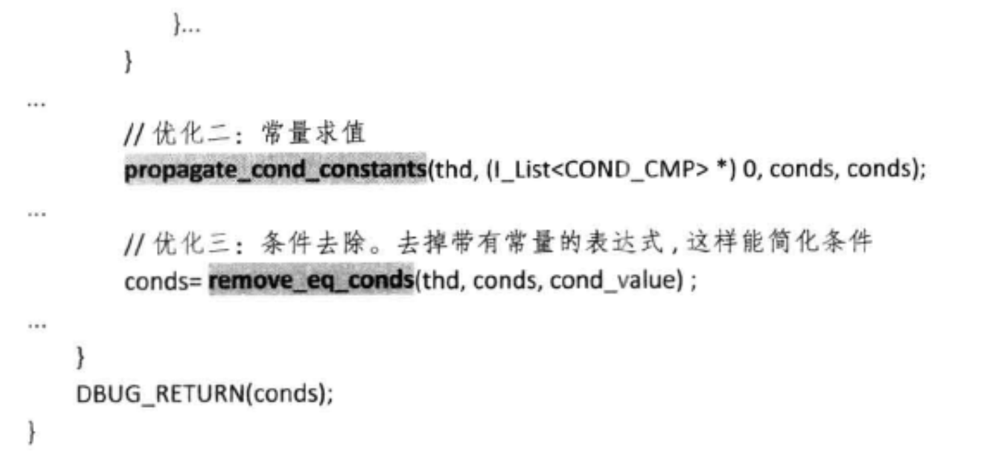 }...
}
...
// 优化二：常量求值
propagate_cond_constants(thd, (I_List<COND_CMP> *) 0, conds, conds);
...
// 优化三：条件去除。去掉带有常量的表达式，这样能简化条件
conds= remove_eq_conds(thd, conds, cond_value) ;
...
}
DBUG_RETURN(conds);
}